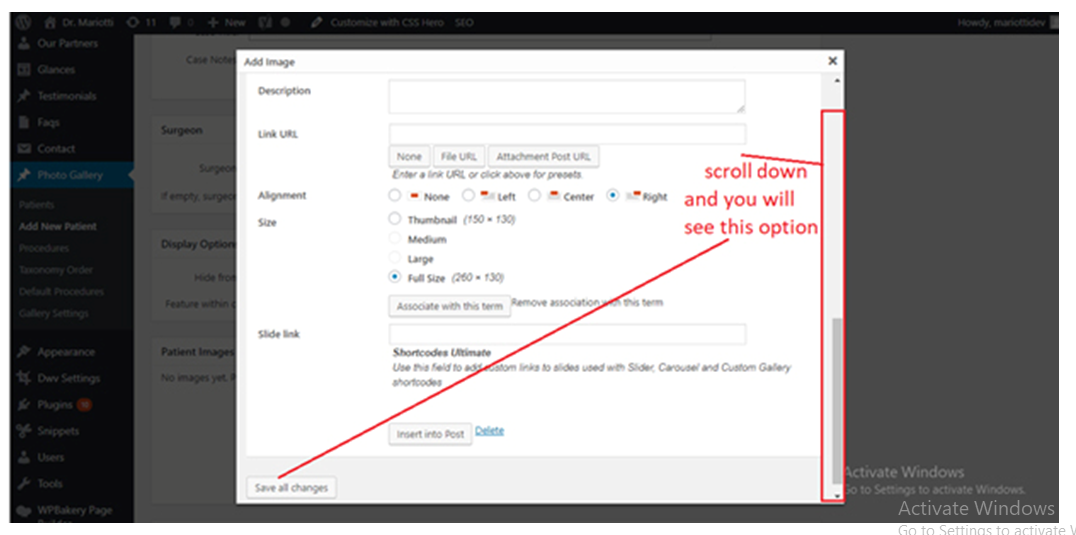 Dr. Mariotti 11 0 New Customize with CSS Hero SEO Howdy, mariottidev
Our Partners
Glances
Testimonials
Faqs
Contact
Photo Gallery
Patients
Add New Patient
Procedures
Taxonomy Order
Default Procedures
Gallery Settings
Appearance
Dwv Settings
Plugins 10
Snippets
Users
Tools
WPBakery Page
Builder
Case Notes
Surgeon
Surgeon
If empty, surgeo
Display Option
Hide from
Feature within c
Patient Images
No images yet. P
Add Image ×
Description
Link URL
None File URL Attachment Post URL
Enter a link URL or click above for presets.
Alignment None Left Center Right
Size Thumbnail (150 × 130)
Medium
Large
Full Size (260 × 130)
Associate with this term Remove association with this term
Slide link
Shortcodes Ultimate
Use this field to add custom links to slides used with Slider, Carousel and Custom Gallery
shortcodes
Insert into Post Delete
Save all changes
scroll down
and you will
see this option
Activate Windows
Go to Settings to activate Windows.
Activate Windows
Go to Settings to activate W